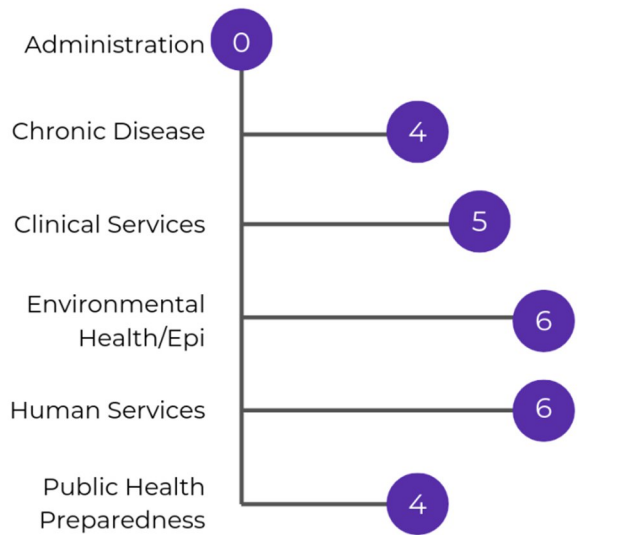 Administration 0
Chronic Disease 4
Clinical Services 5
Environmental
Health/Epi 6
Human Services 6
Public Health
Preparedness 4